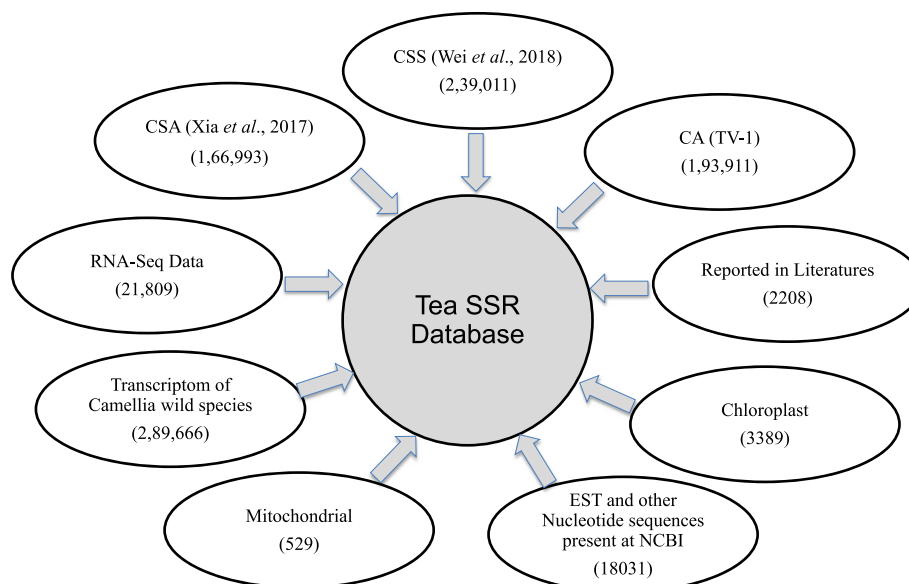 CSS (Wei et al., 2018)
(2,39,011)
CSA (Xia et al., 2017)
(1,66,993)
CA (TV-1)
(1,93,911)
RNA-Seq Data
(21,809)
Tea SSR
Database
Reported in Literatures
(2208)
Transcriptom of
Camellia wild species
(2,89,666)
Chloroplast
(3389)
Mitochondrial
(529)
EST and other
Nucleotide sequences
present at NCBI
(18031)